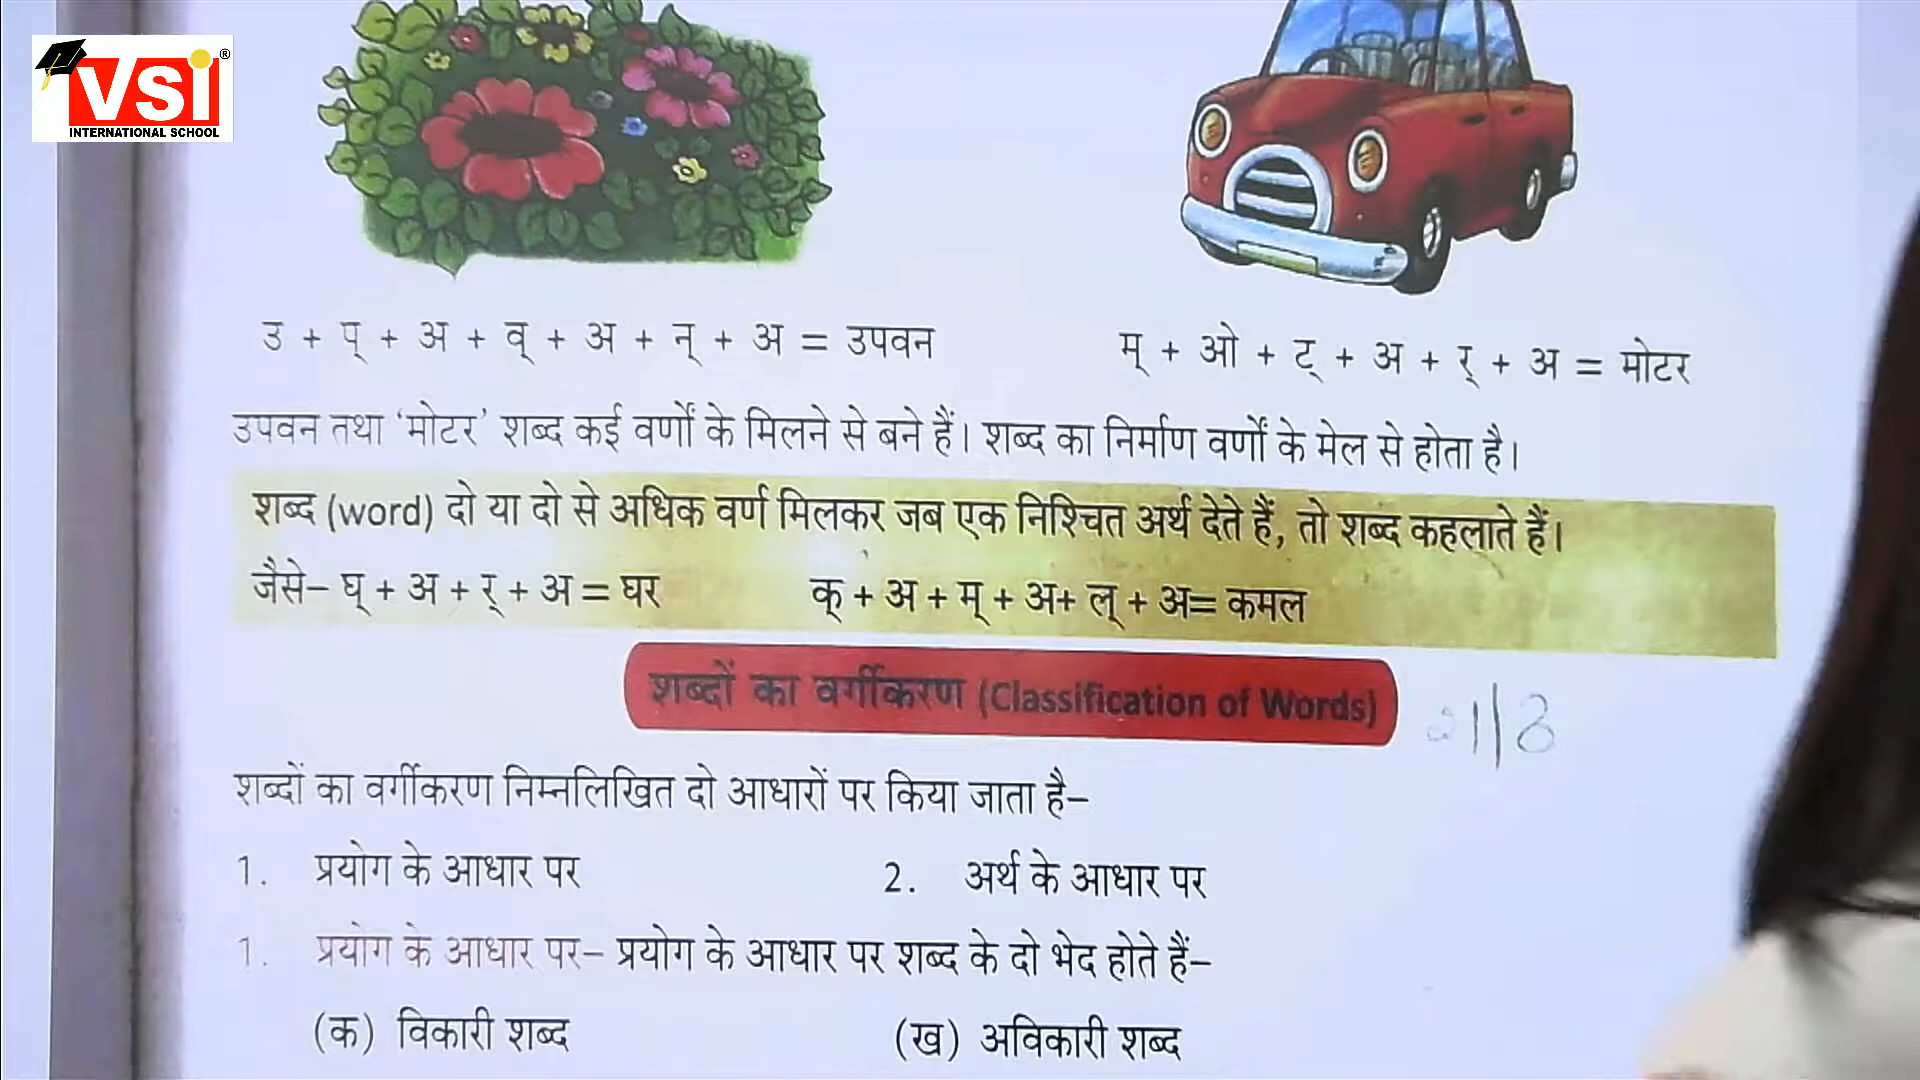 VSI®
INTERNATIONAL SCHOOL
उ + प् + अ + व् + अ + न् + अ = उपवन
म् + ओ + ट् + अ + र् + अ = मोटर
उपवन तथा ‘मोटर’ शब्द कई वर्णों के मिलने से बने हैं। शब्द का निर्माण वर्णों के मेल से होता है।
शब्द (word) दो या दो से अधिक वर्ण मिलकर जब एक निश्चित अर्थ देते हैं, तो शब्द कहलाते हैं।
जैसे– घ् + अ + र् + अ = घर क् + अ + म् + अ+ ल् + अ= कमल
शब्दों का वर्गीकरण (Classification of Words)
शब्दों का वर्गीकरण निम्नलिखित दो आधारों पर किया जाता है–
1. प्रयोग के आधार पर 2. अर्थ के आधार पर
1. प्रयोग के आधार पर– प्रयोग के आधार पर शब्द के दो भेद होते हैं–
(क) विकारी शब्द (ख) अविकारी शब्द